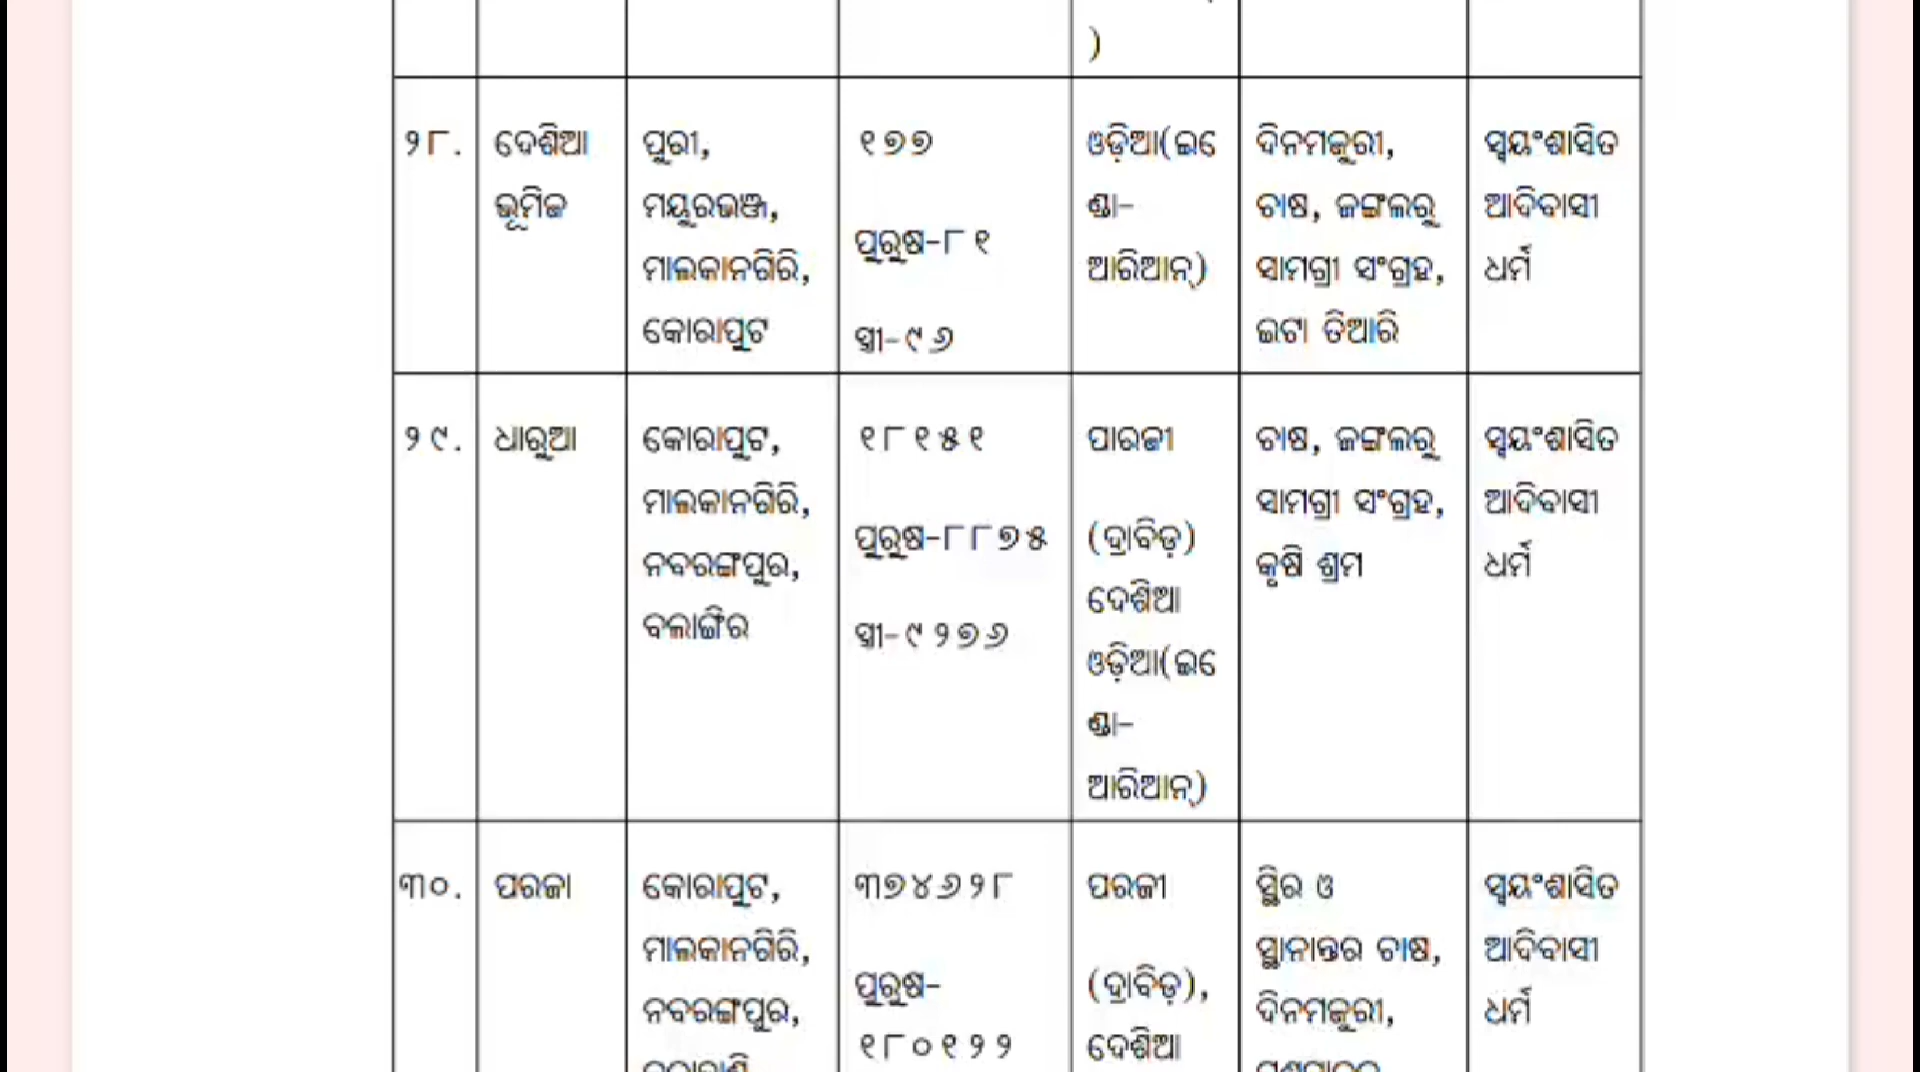 )
୨୮.
ଦେଶିଆ
ଭୂମିଜ
ପୁରୀ,
ମୟୁରଭଞ୍ଜ,
ମାଲକାନଗିରି,
କୋରାପୁଟ
୧୭୭
ପୁରୁଷ-୮୧
ସ୍ତ୍ରୀ-୯୬
ଓଡ଼ିଆ(ଇଣ୍ଡୋ-
ଆରିଆନ୍)
ଦିନମଜୁରୀ,
ଚାଷ, ଜଙ୍ଗଲରୁ
ସାମଗ୍ରୀ ସଂଗ୍ରହ,
ଇଟା ତିଆରି
ସ୍ୱୟଂଶାସିତ
ଆଦିବାସୀ
ଧର୍ମ
୨୯.
ଧାରୁଆ
କୋରାପୁଟ,
ମାଲକାନଗିରି,
ନବରଙ୍ଗପୁର,
ବଲାଙ୍ଗିର
୧୮୧୫୧
ପୁରୁଷ-୮୮୭୫
ସ୍ତ୍ରୀ-୯୨୭୬
ପାରଜୀ
(ଦ୍ରାବିଡ଼)
ଦେଶିଆ
ଓଡ଼ିଆ(ଇଣ୍ଡୋ-
ଆରିଆନ୍)
ଚାଷ, ଜଙ୍ଗଲରୁ
ସାମଗ୍ରୀ ସଂଗ୍ରହ,
କୃଷି ଶ୍ରମ
ସ୍ୱୟଂଶାସିତ
ଆଦିବାସୀ
ଧର୍ମ
୩୦.
ପରଜା
କୋରାପୁଟ,
ମାଲକାନଗିରି,
ନବରଙ୍ଗପୁର,
୩୭୪୬୨୮
ପୁରୁଷ-
୧୮୦୧୨୨
ପରଜୀ
(ଦ୍ରାବିଡ଼),
ଦେଶିଆ
ସ୍ଥିର ଓ
ସ୍ଥାନାନ୍ତର ଚାଷ,
ଦିନମଜୁରୀ,
ସ୍ୱୟଂଶାସିତ
ଆଦିବାସୀ
ଧର୍ମ